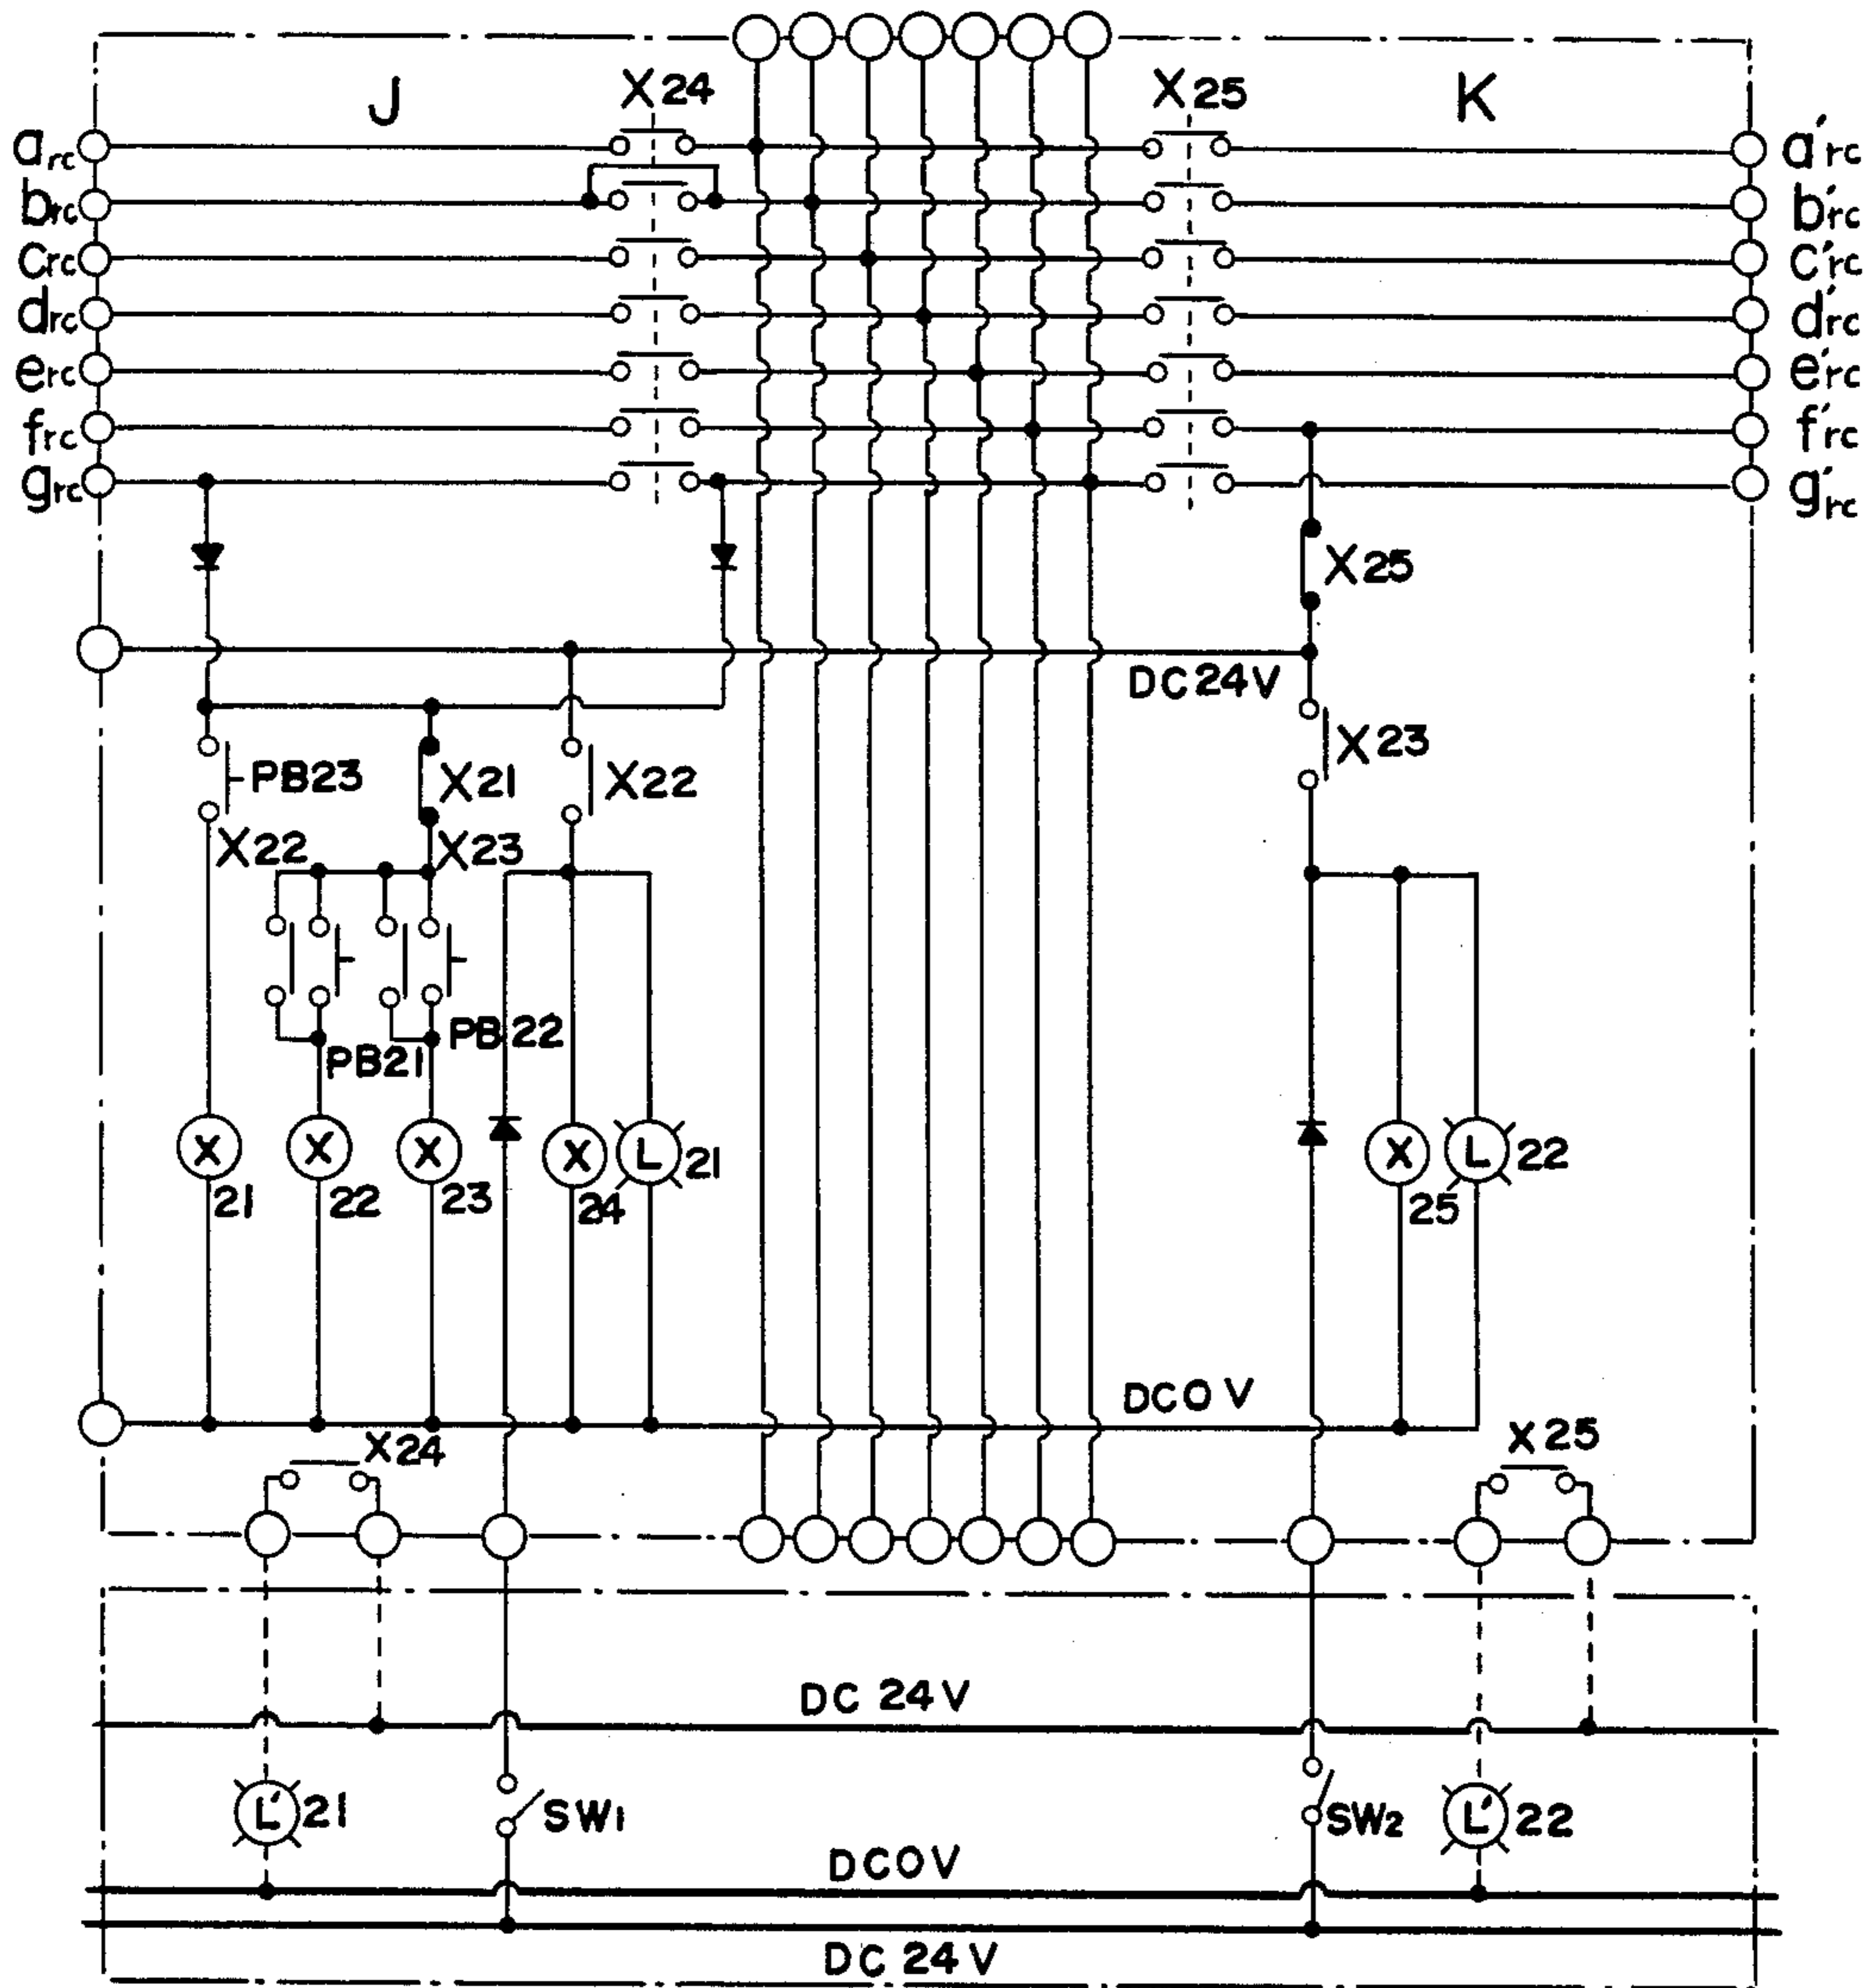 J X24 X25 K
arc a'rc
brc b'rc
crc c'rc
drc d'rc
erc e'rc
frc f'rc
grc g'rc
X25
DC24V
PB23 X21 X22 X23
X22 X23
PB21 PB22
X X X X L 21 X L 22
21 22 23 24 25
DC0V
X24 X25
DC 24V
L' 21 SW1 SW2 L' 22
DC0V
DC 24V